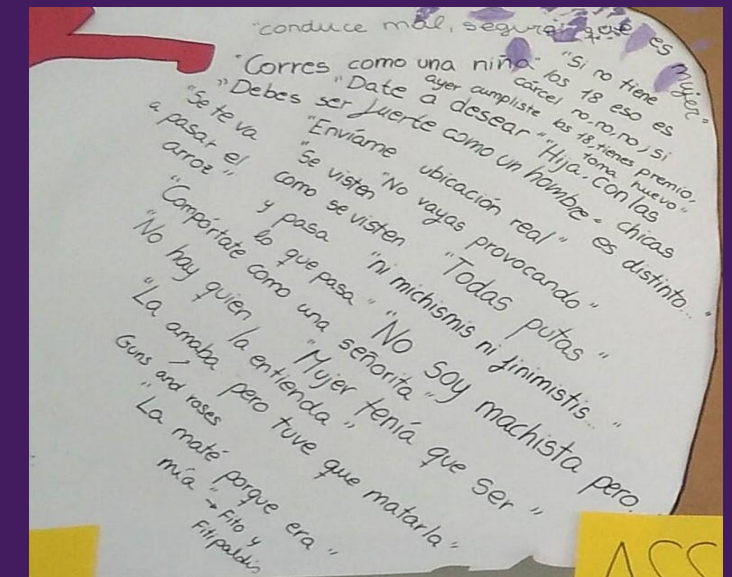 "conduce mal, seguro que es mujer"
"Corres como una niña"
"Si no tiene
los 18 eso es
cárcel no, no, no, si
ayer cumpliste los 18, tienes premio,
toma huevo"
"Debes ser fuerte como un hombre"
"Date a desear"
"Hija, con las
chicas
es distinto..."
"Se te va
a pasar el
arroz"
"Envíame ubicación real"
"Se visten
como se visten
y pasa
lo que pasa"
"No vayas provocando"
"Todas putas"
"ni michismis ni finimistis..."
"Compórtate como una señorita"
"No soy machista pero...
"No hay quien
la entienda"
"Mujer tenía que ser"
"La amaba pero tuve que matarla"
Guns and roses
"La maté porque era
mía"
→ Fito y
Fitipaldis